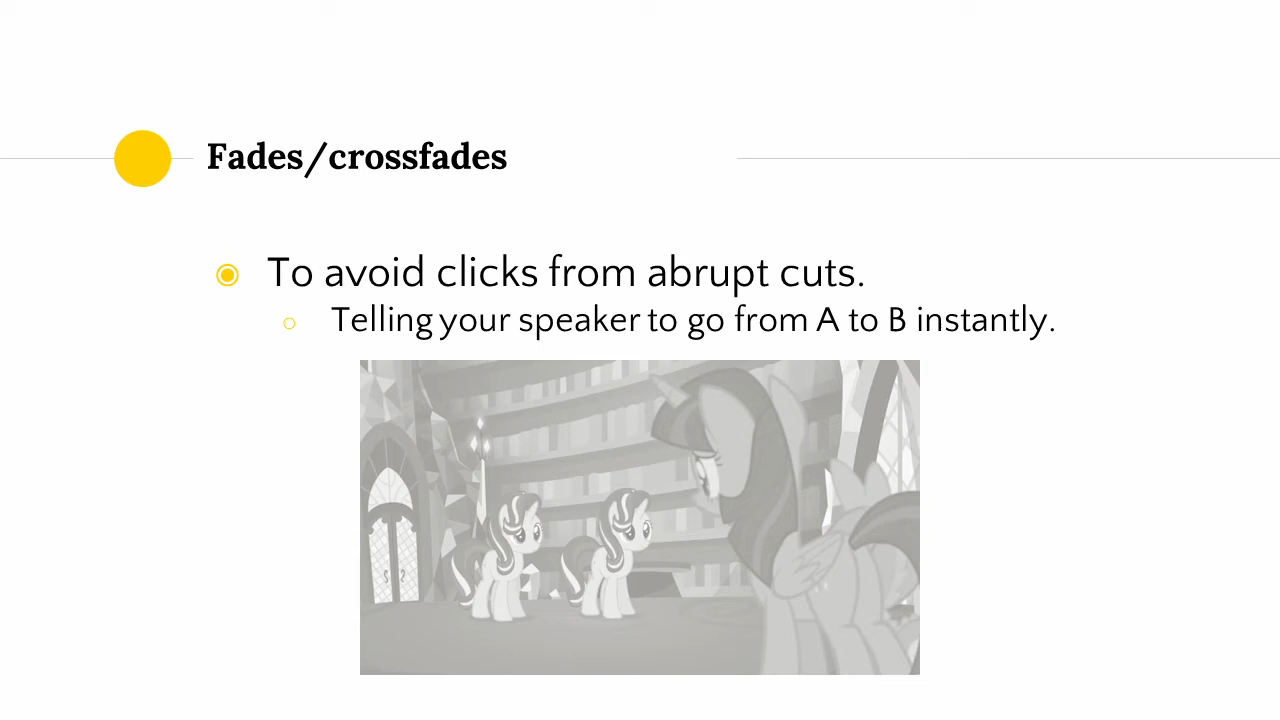 Fades/crossfades
To avoid clicks from abrupt cuts.
Telling your speaker to go from A to B instantly.